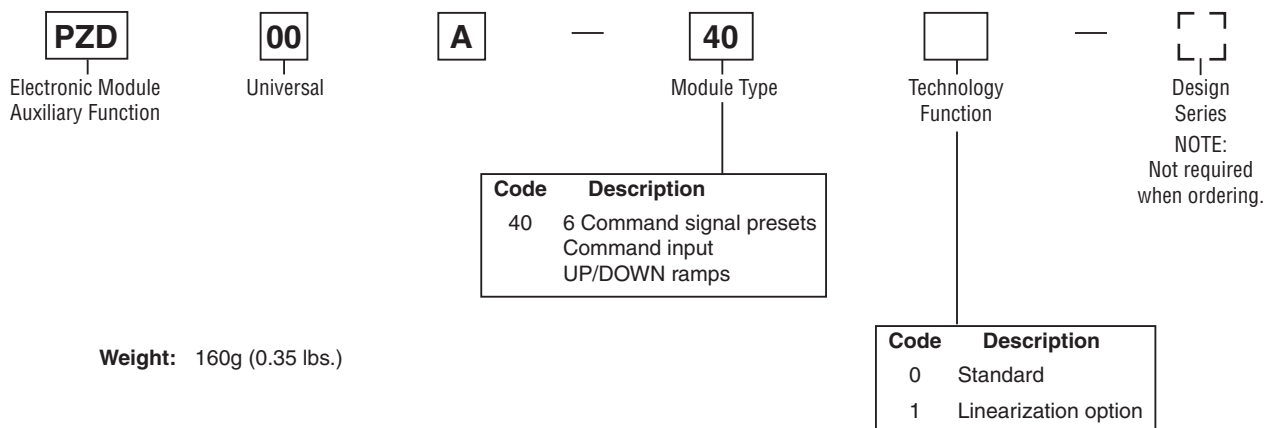 PZD 00 A — 40 —
Electronic Module
Auxiliary Function
Universal
Module Type
Technology
Function
Design
Series
NOTE:
Not required
when ordering.
Code Description
40 6 Command signal presets
Command input
UP/DOWN ramps
Weight: 160g (0.35 lbs.)
Code Description
0 Standard
1 Linearization option